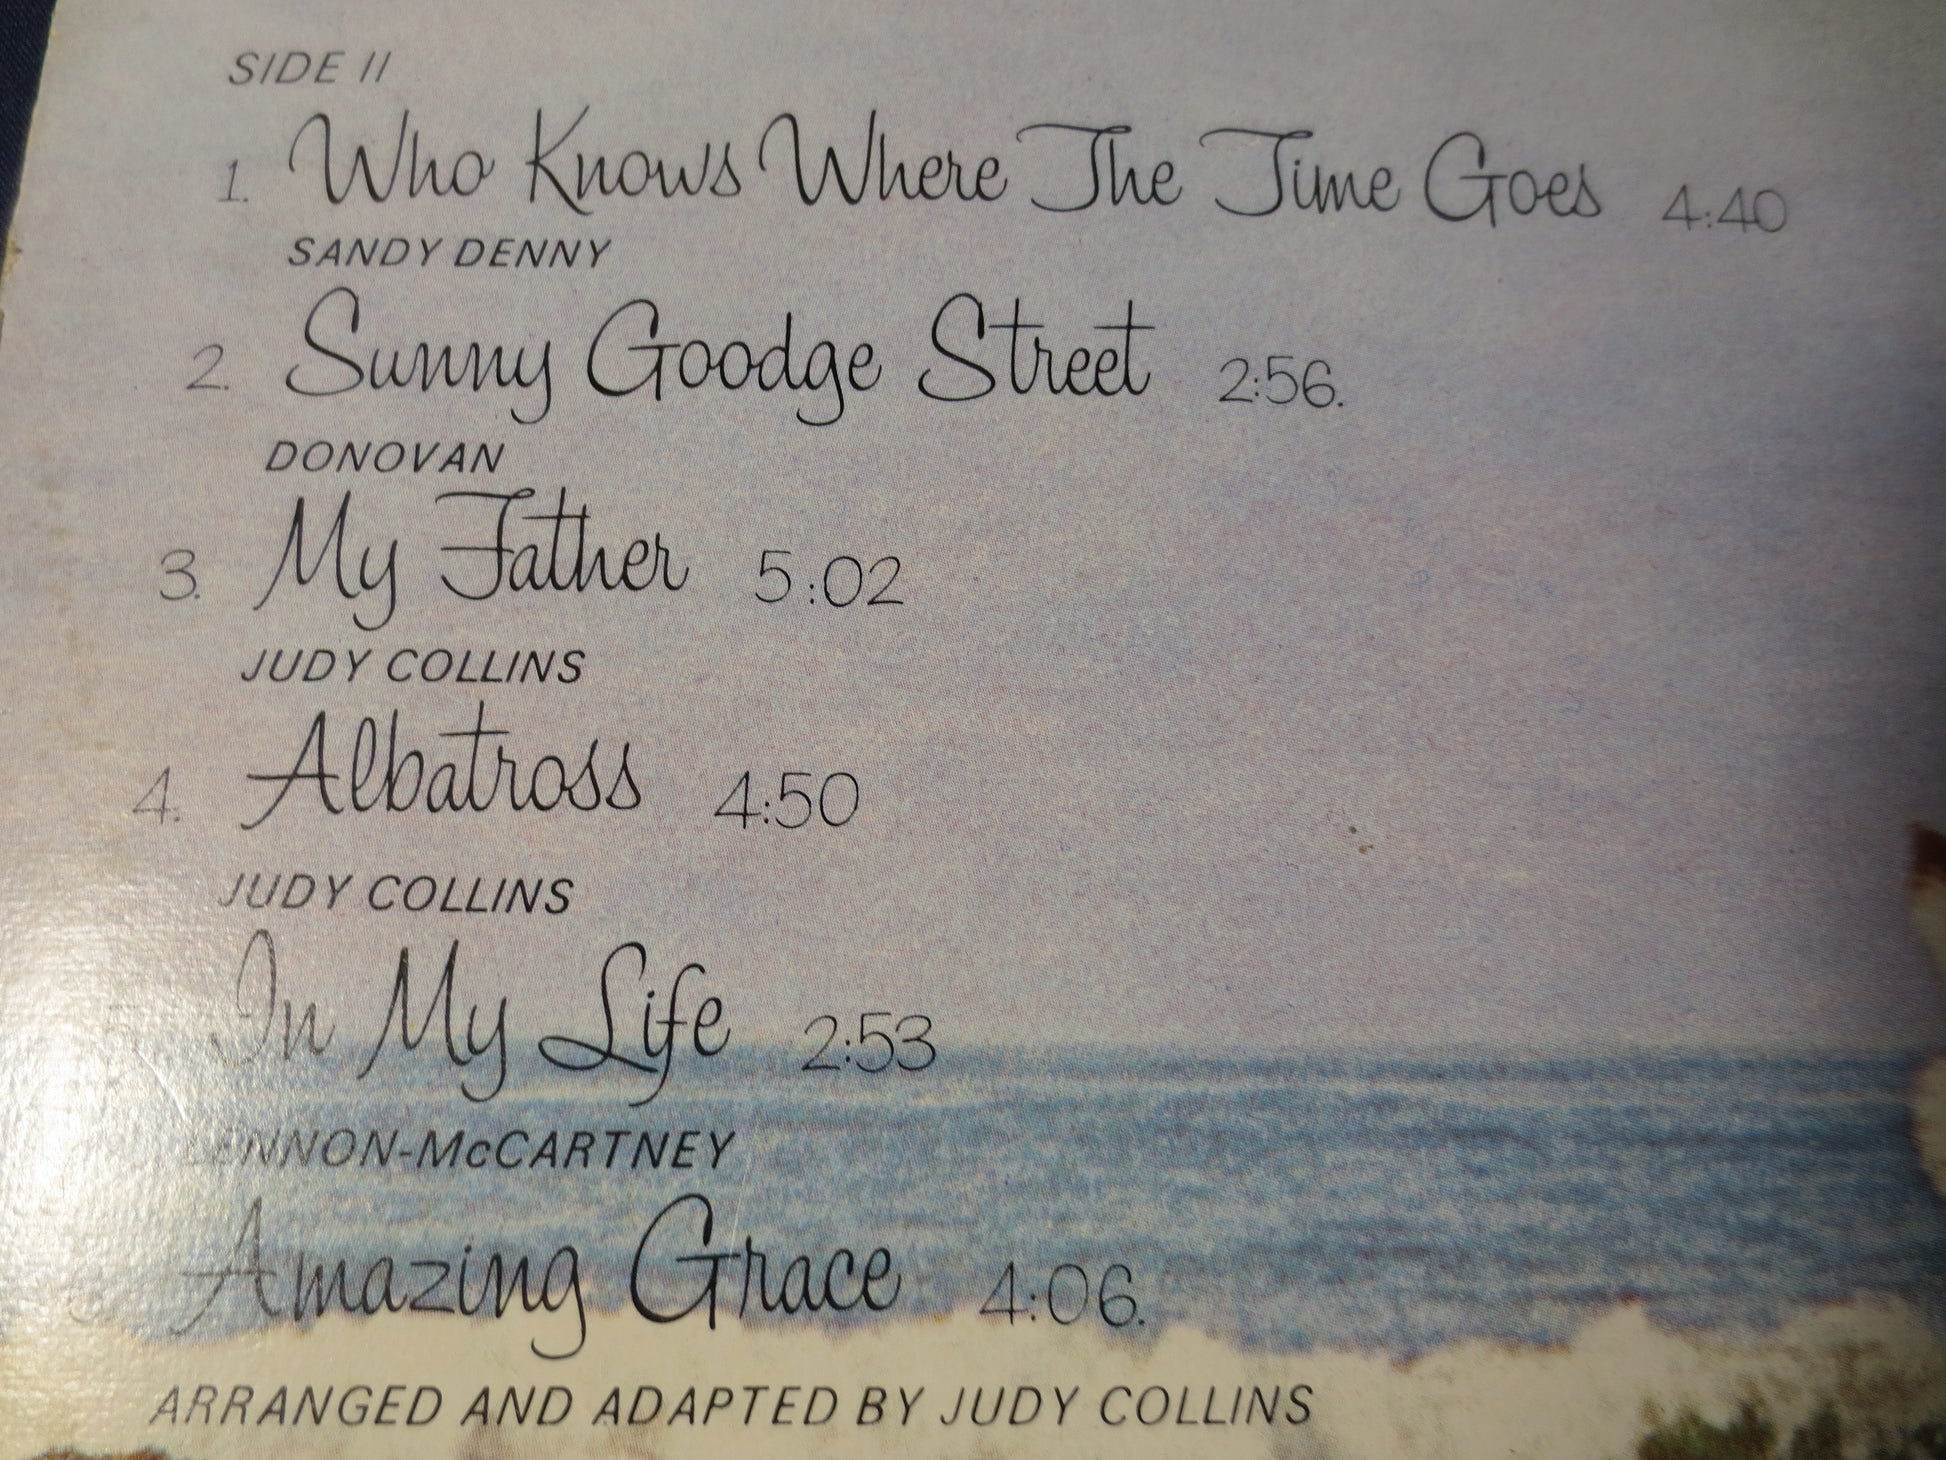 SIDE II
1. Who Knows Where The Time Goes 4:40
SANDY DENNY
2. Sunny Goodge Street 2:56.
DONOVAN
3. My Father 5:02
JUDY COLLINS
4. Albatross 4:50
JUDY COLLINS
In My Life 2:53
LENNON-McCARTNEY
Amazing Grace 4:06.
ARRANGED AND ADAPTED BY JUDY COLLINS